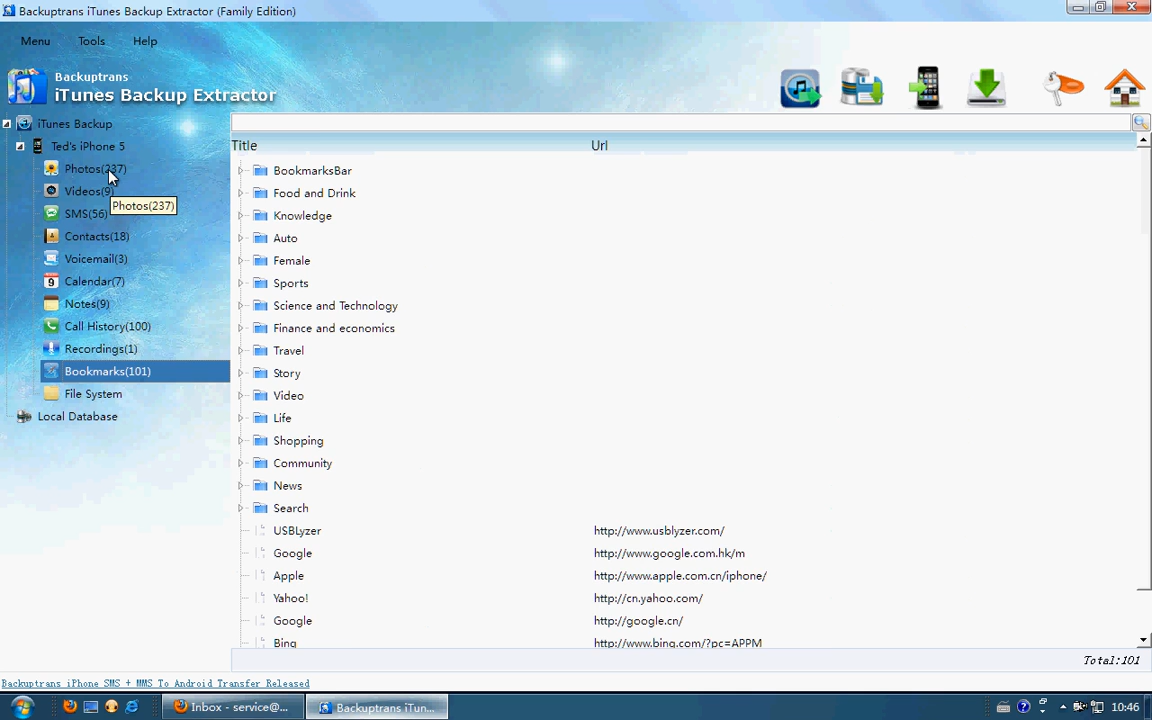 Backuptrans iTunes Backup Extractor (Family Edition)
Menu Tools Help
Backuptrans
iTunes Backup Extractor
iTunes Backup
Ted's iPhone 5
Photos(237)
Videos(9)
Photos(237)
SMS(56)
Contacts(18)
Voicemail(3)
9 Calendar(7)
Notes(9)
Call History(100)
Recordings(1)
Bookmarks(101)
File System
Local Database
Title Url
BookmarksBar
Food and Drink
Knowledge
Auto
Female
Sports
Science and Technology
Finance and economics
Travel
Story
Video
Life
Shopping
Community
News
Search
USBLyzer http://www.usblyzer.com/
Google http://www.google.com.hk/m
Apple http://www.apple.com.cn/iphone/
Yahoo! http://cn.yahoo.com/
Google http://google.cn/
Bing http://www.bing.com/?pc=APPM
Total:101
Backuptrans iPhone SMS + MMS To Android Transfer Released
Inbox - service@...
Backuptrans iTun...
10:46